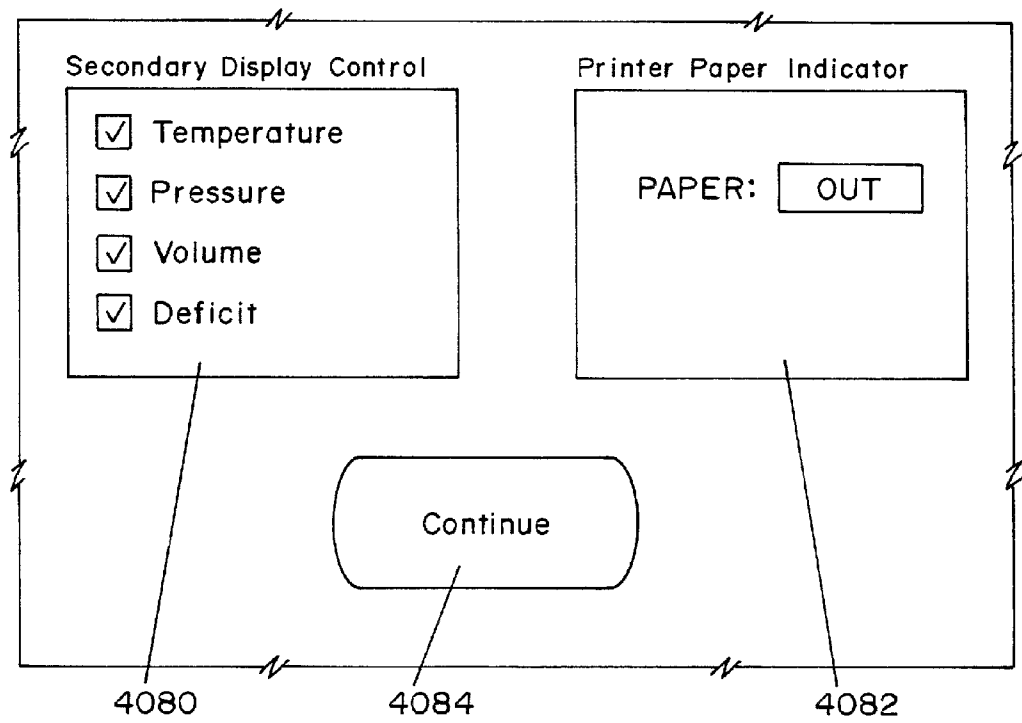 Secondary Display Control
Temperature
Pressure
Volume
Deficit
Printer Paper Indicator
PAPER: OUT
Continue
4080
4084
4082